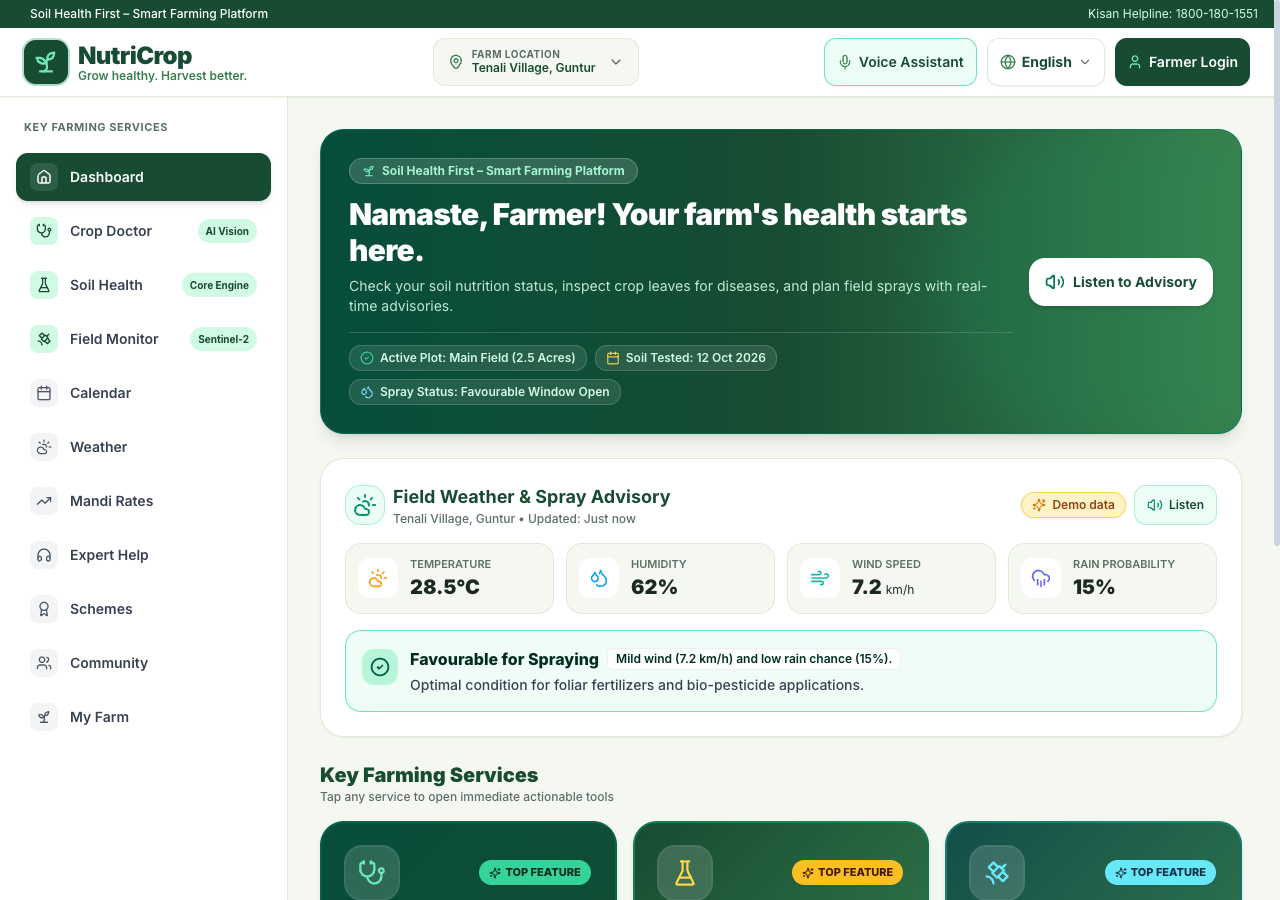 Soil Health First – Smart Farming Platform
Kisan Helpline: 1800-180-1551
NutriCrop
Grow healthy. Harvest better.
FARM LOCATION
Tenali Village, Guntur
Voice Assistant
English
Farmer Login
KEY FARMING SERVICES
Dashboard
Crop Doctor
AI Vision
Soil Health
Core Engine
Field Monitor
Sentinel-2
Calendar
Weather
Mandi Rates
Expert Help
Schemes
Community
My Farm
Soil Health First – Smart Farming Platform
Namaste, Farmer! Your farm's health starts
here.
Check your soil nutrition status, inspect crop leaves for diseases, and plan field sprays with real-
time advisories.
Listen to Advisory
Active Plot: Main Field (2.5 Acres)
Soil Tested: 12 Oct 2026
Spray Status: Favourable Window Open
Field Weather & Spray Advisory
Tenali Village, Guntur • Updated: Just now
Demo data
Listen
TEMPERATURE
28.5°C
HUMIDITY
62%
WIND SPEED
7.2 km/h
RAIN PROBABILITY
15%
Favourable for Spraying
Mild wind (7.2 km/h) and low rain chance (15%).
Optimal condition for foliar fertilizers and bio-pesticide applications.
Key Farming Services
Tap any service to open immediate actionable tools
TOP FEATURE
TOP FEATURE
TOP FEATURE